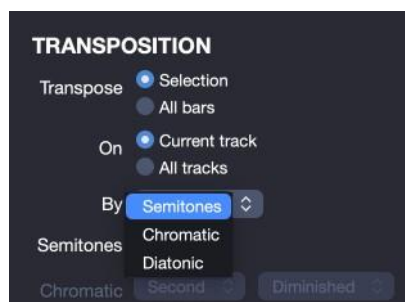 TRANSPOSITION
Transpose Selection
All bars
On Current track
All tracks
By Semitones
Semitones Chromatic
Diatonic
Chromatic Second Diminished